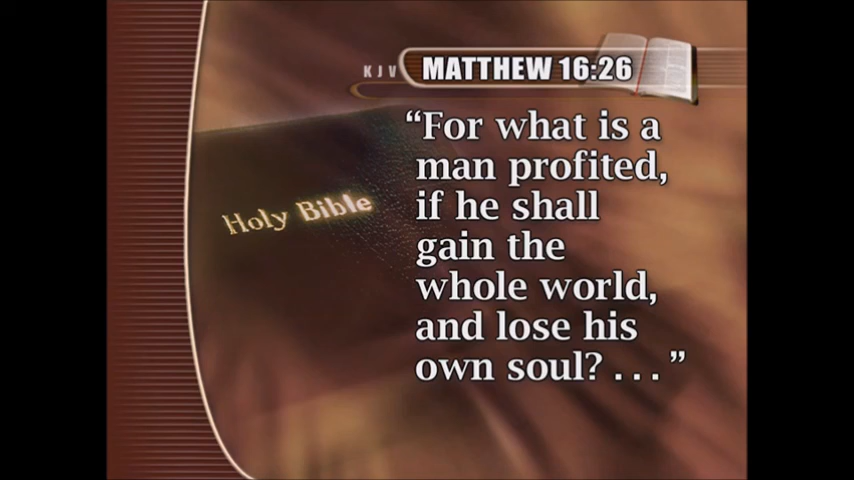 KJV
MATTHEW 16:26
“For what is a
man profited,
if he shall
gain the
whole world,
and lose his
own soul? . . .”
Holy Bible